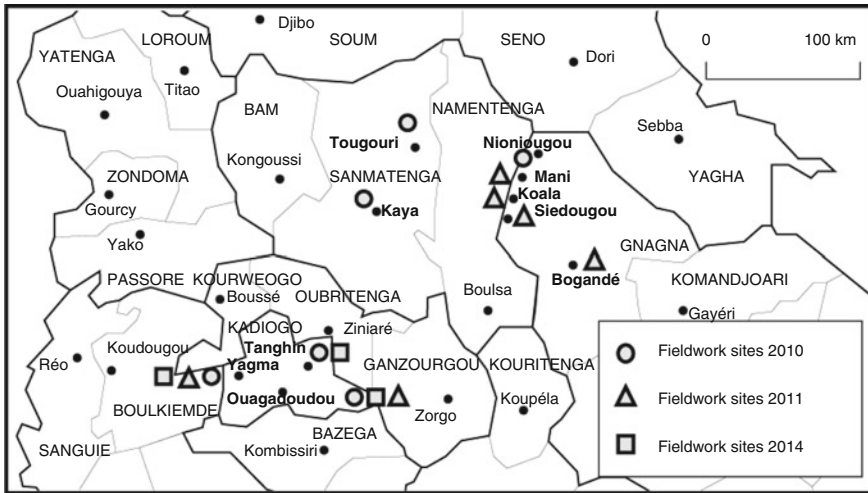 Djibo
LOROUM
SOUM
SENO
0 100 km
YATENGA
Titao
Dori
Ouahigouya
BAM
NAMENTENGA
Tougouri
Nioniougou
Sebba
ZONDOMA
Kongoussi
SANMATENGA
Mani
Koala
YAGHA
Gourcy
Kaya
Siedougou
Yako
GNAGNA
PASSORE
KOURWEOGO
Bogandé
KOMANDJOARI
Boussé
OUBRITENGA
Boulsa
Gayéri
KADIOGO
Ziniaré
Réo
Koudougou
Tanghin
GANZOURGOU
KOURITENGA
Yagma
Ouagadoudou
Koupéla
BOULKIEMDE
Zorgo
BAZEGA
SANGUIE
Kombissiri
Fieldwork sites 2010
Fieldwork sites 2011
Fieldwork sites 2014